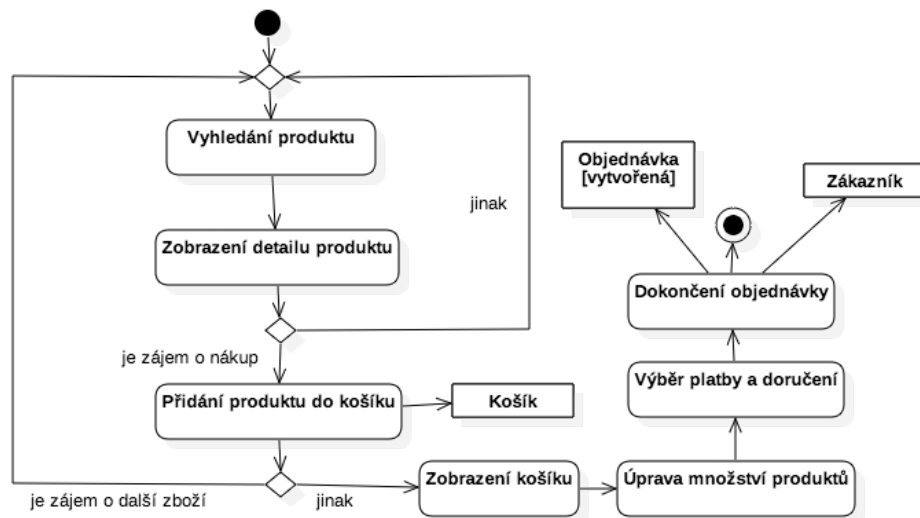 Vyhledání produktu
jinak
Zobrazení detailu produktu
je zájem o nákup
Přidání produktu do košíku
Košík
je zájem o další zboží
jinak
Zobrazení košíku
Úprava množství produktů
Výběr platby a doručení
Dokončení objednávky
Objednávka
[vytvořená]
Zákazník